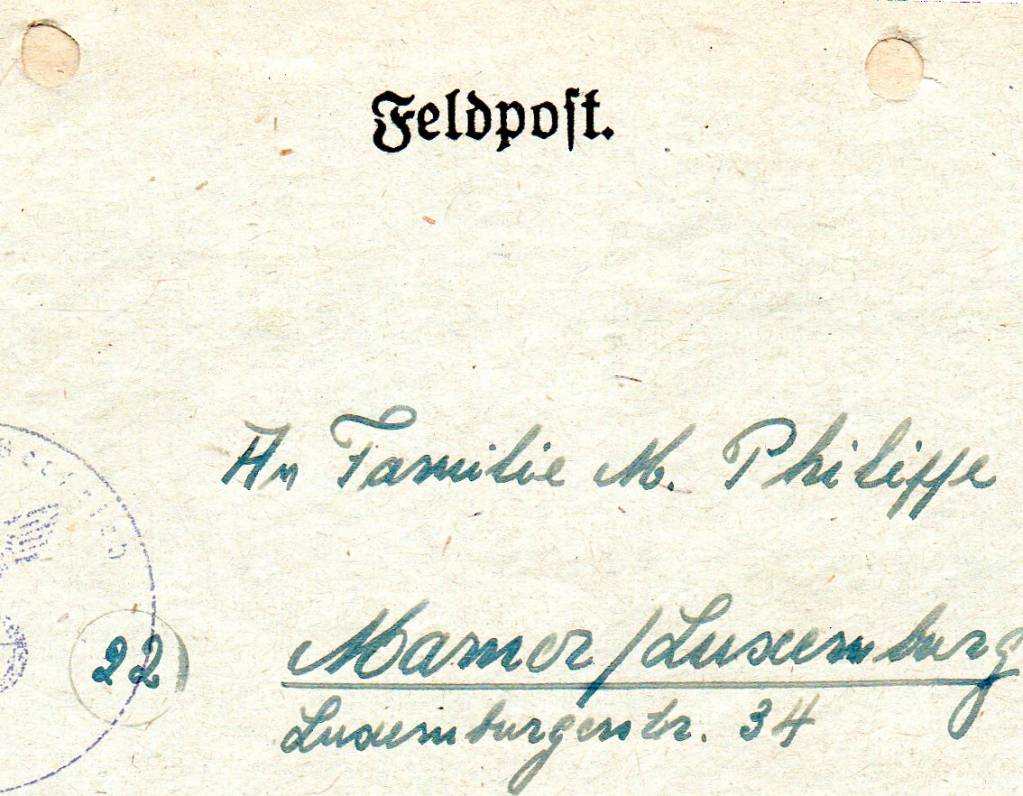 Feldpost.
An Familie M. Philippe
22 Mamer/Luxemburg
Luxemburgerstr. 34